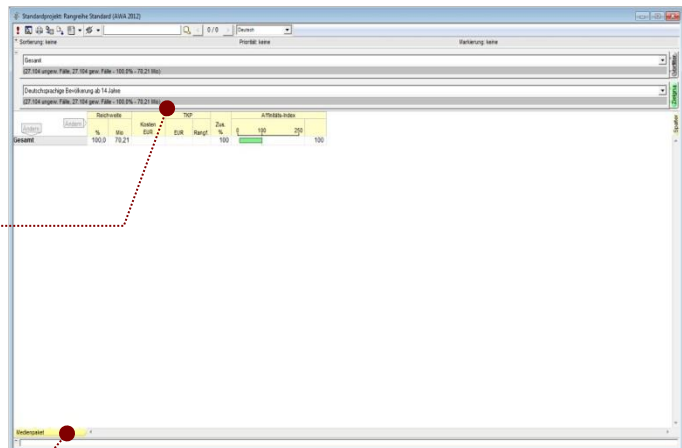 Standardprojekt: Rangreihe Standard (AWA 2012)
0/0 Deutsch
Sortierung: keine Priorität: keine Markierung: keine
Gesamt
(27.104 ungew. Fälle, 27.104 gew. Fälle - 100,0% - 70,21 Mio)
Deutschsprachige Bevölkerung ab 14 Jahre
(27.104 ungew. Fälle, 27.104 gew. Fälle - 100,0% - 70,21 Mio)
Zielgrp.
Spalten
Reichweite TKP Affinitäts-Index
Ändern Ändern % Mio Kosten EUR EUR Rangf. Zus. % 0 100 250
Gesamt 100,0 70,21 100 100
Medienpaket